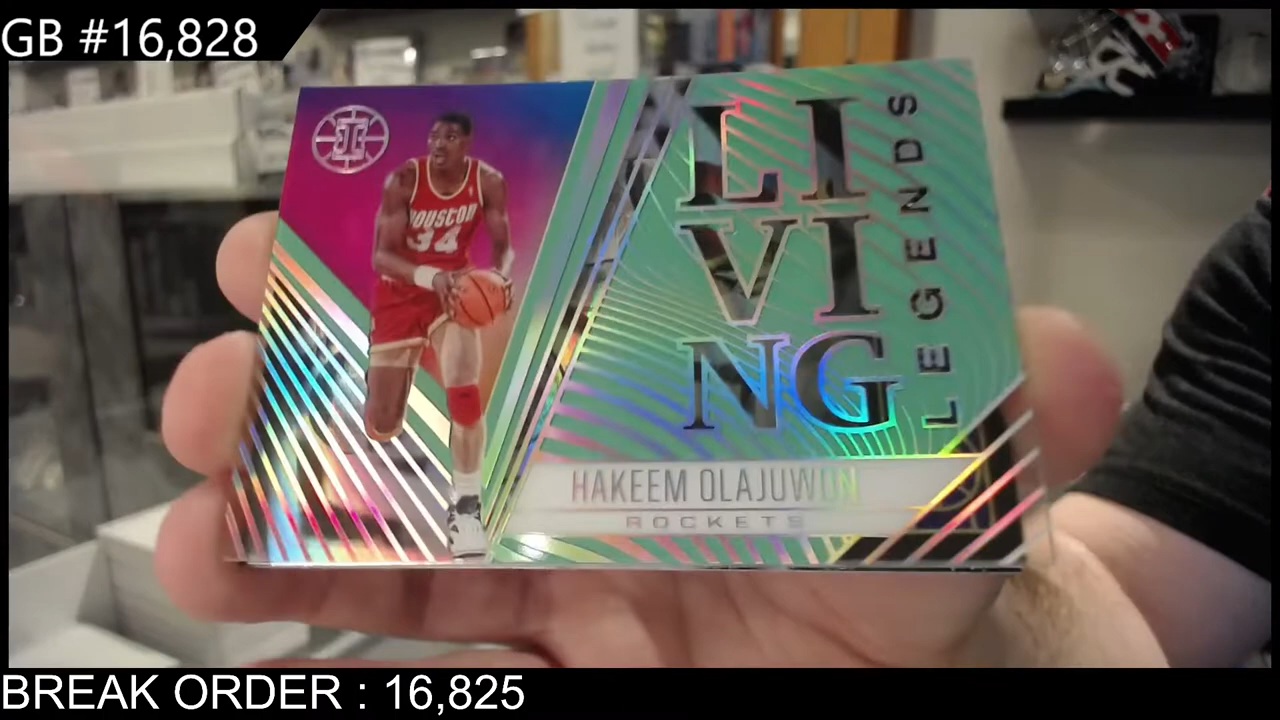 GB #16,828
LIVING
LEGENDS
HOUSTON
34
HAKEEM OLAJUWON
ROCKETS
BREAK ORDER : 16,825